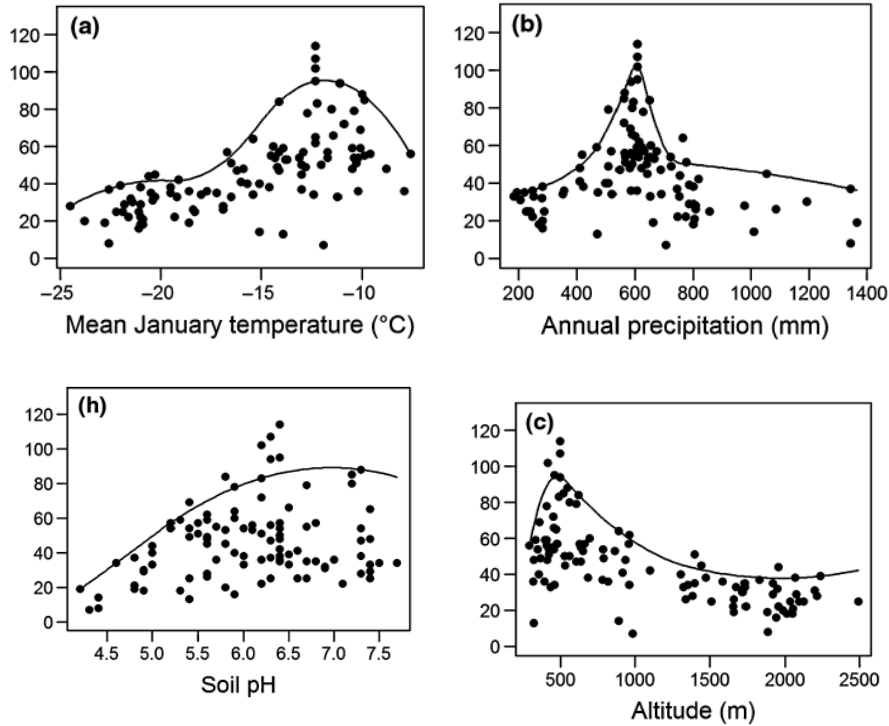 (a)
120
100
80
60
40
20
0
−25 −20 −15 −10
Mean January temperature (°C)
(b)
120
100
80
60
40
20
0
200 400 600 800 1000 1200 1400
Annual precipitation (mm)
(h)
120
100
80
60
40
20
0
4.5 5.0 5.5 6.0 6.5 7.0 7.5
Soil pH
(c)
120
100
80
60
40
20
0
500 1000 1500 2000 2500
Altitude (m)